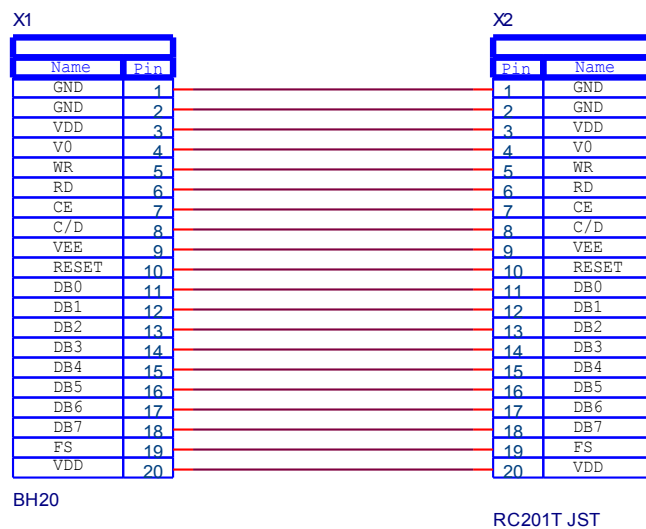 X1 X2
Name Pin Pin Name
GND 1 1 GND
GND 2 2 GND
VDD 3 3 VDD
V0 4 4 V0
WR 5 5 WR
RD 6 6 RD
CE 7 7 CE
C/D 8 8 C/D
VEE 9 9 VEE
RESET 10 10 RESET
DB0 11 11 DB0
DB1 12 12 DB1
DB2 13 13 DB2
DB3 14 14 DB3
DB4 15 15 DB4
DB5 16 16 DB5
DB6 17 17 DB6
DB7 18 18 DB7
FS 19 19 FS
VDD 20 20 VDD
BH20
RC201T JST